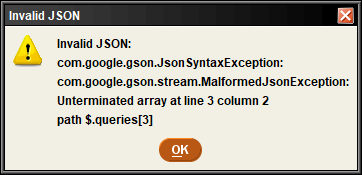 Invalid JSON
Invalid JSON:
com.google.gson.JsonSyntaxException:
com.google.gson.stream.MalformedJsonException:
Unterminated array at line 3 column 2
path $.queries[3]
OK